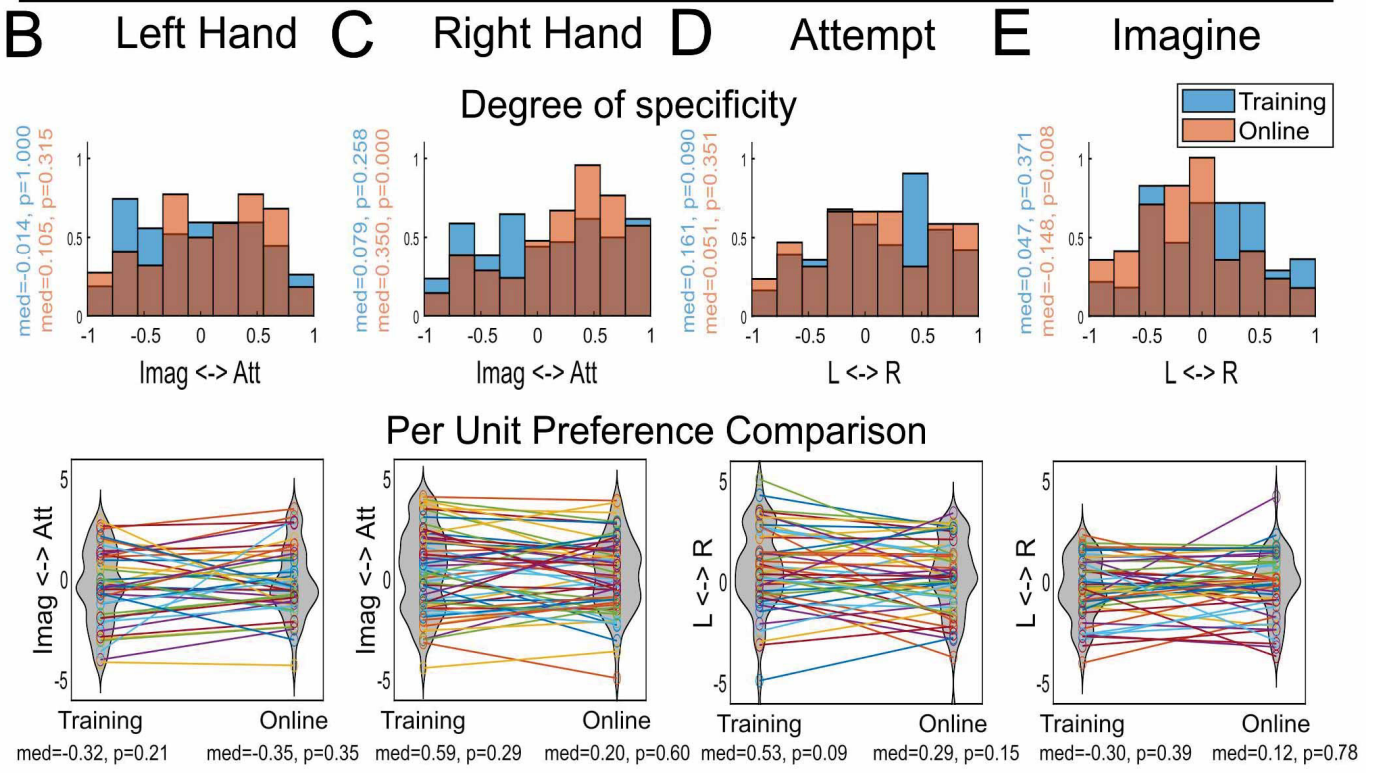 B Left Hand C Right Hand D Attempt E Imagine
Degree of specificity
Training
Online
med=-0.014, p=1.000
med=0.105, p=0.315
1
0.5
0
-1 -0.5 0 0.5 1
Imag <-> Att
med=0.079, p=0.258
med=0.350, p=0.000
1
0.5
0
-1 -0.5 0 0.5 1
Imag <-> Att
med=0.161, p=0.090
med=0.051, p=0.351
1
0.5
0
-1 -0.5 0 0.5 1
L <-> R
med=0.047, p=0.371
med=-0.148, p=0.008
1
0.5
0
-1 -0.5 0 0.5 1
L <-> R
Per Unit Preference Comparison
Imag <-> Att
5
0
-5
Training Online
med=-0.32, p=0.21 med=-0.35, p=0.35
Imag <-> Att
5
0
-5
Training Online
med=0.59, p=0.29 med=0.20, p=0.60
L <-> R
5
0
-5
Training Online
med=0.53, p=0.09 med=0.29, p=0.15
L <-> R
5
0
-5
Training Online
med=-0.30, p=0.39 med=0.12, p=0.78